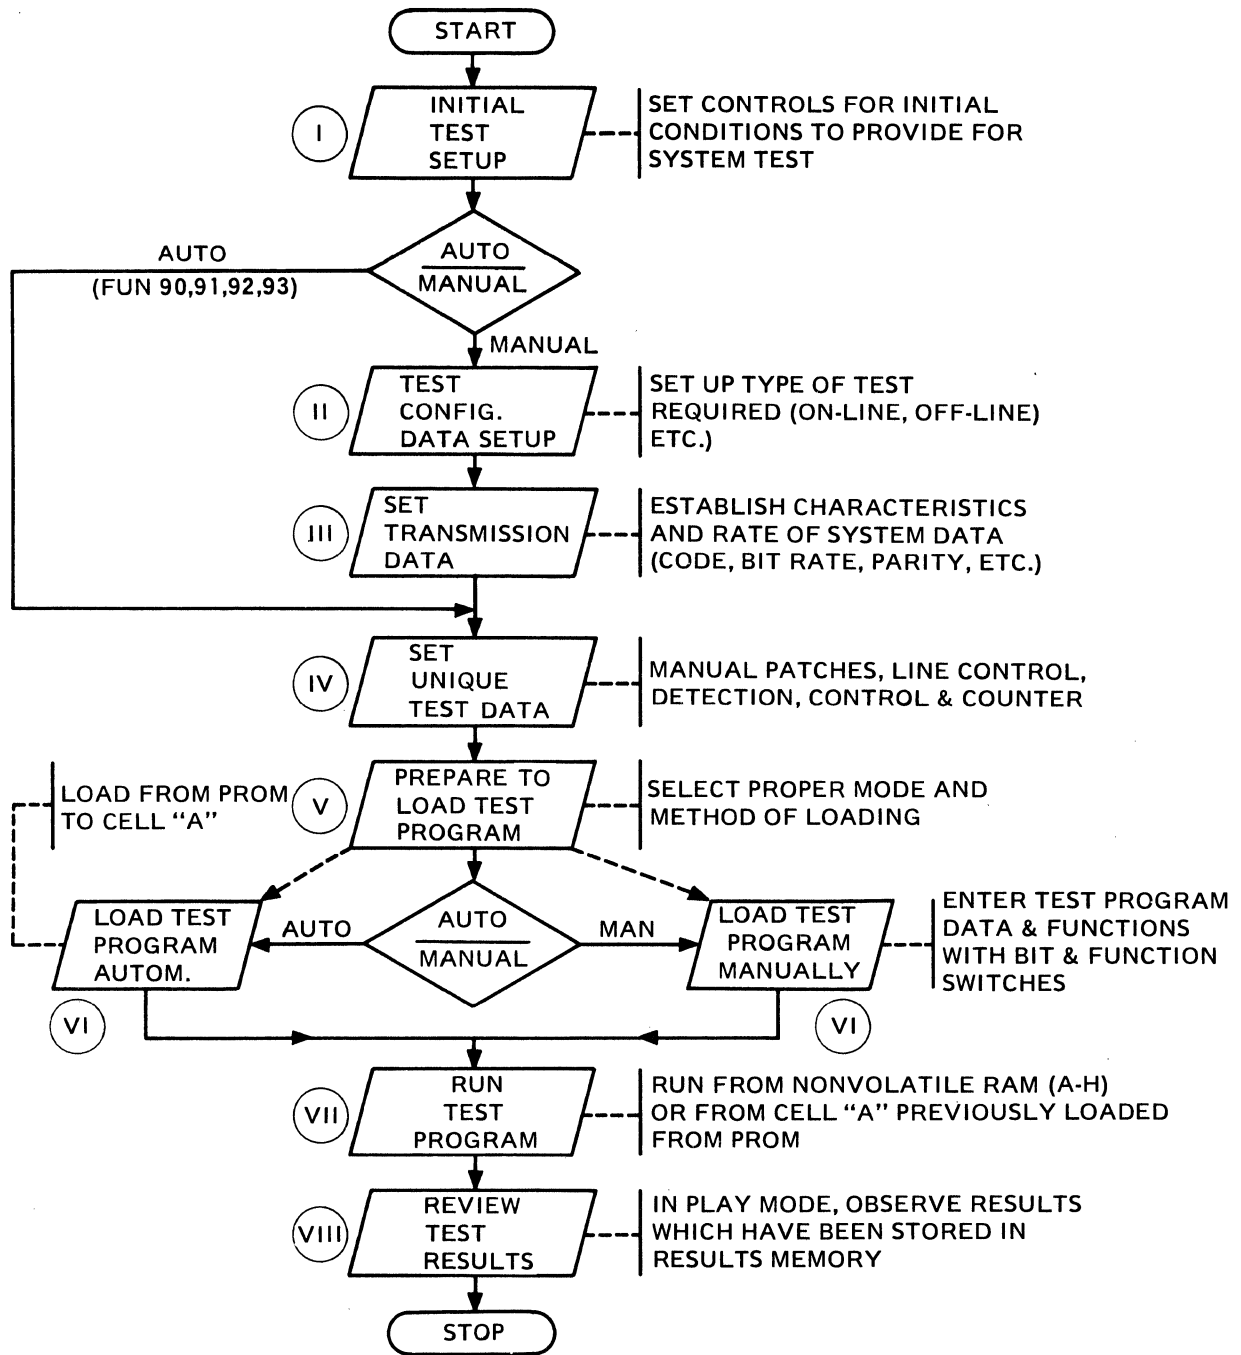 START
I
INITIAL
TEST
SETUP
SET CONTROLS FOR INITIAL
CONDITIONS TO PROVIDE FOR
SYSTEM TEST
AUTO
MANUAL
AUTO
(FUN 90,91,92,93)
MANUAL
II
TEST
CONFIG.
DATA SETUP
SET UP TYPE OF TEST
REQUIRED (ON-LINE, OFF-LINE)
ETC.)
III
SET
TRANSMISSION
DATA
ESTABLISH CHARACTERISTICS
AND RATE OF SYSTEM DATA
(CODE, BIT RATE, PARITY, ETC.)
IV
SET
UNIQUE
TEST DATA
MANUAL PATCHES, LINE CONTROL,
DETECTION, CONTROL & COUNTER
LOAD FROM PROM
TO CELL "A"
V
PREPARE TO
LOAD TEST
PROGRAM
SELECT PROPER MODE AND
METHOD OF LOADING
LOAD TEST
PROGRAM
AUTOM.
VI
AUTO
AUTO
MANUAL
MAN
LOAD TEST
PROGRAM
MANUALLY
VI
ENTER TEST PROGRAM
DATA & FUNCTIONS
WITH BIT & FUNCTION
SWITCHES
VII
RUN
TEST
PROGRAM
RUN FROM NONVOLATILE RAM (A-H)
OR FROM CELL "A" PREVIOUSLY LOADED
FROM PROM
VIII
REVIEW
TEST
RESULTS
IN PLAY MODE, OBSERVE RESULTS
WHICH HAVE BEEN STORED IN
RESULTS MEMORY
STOP